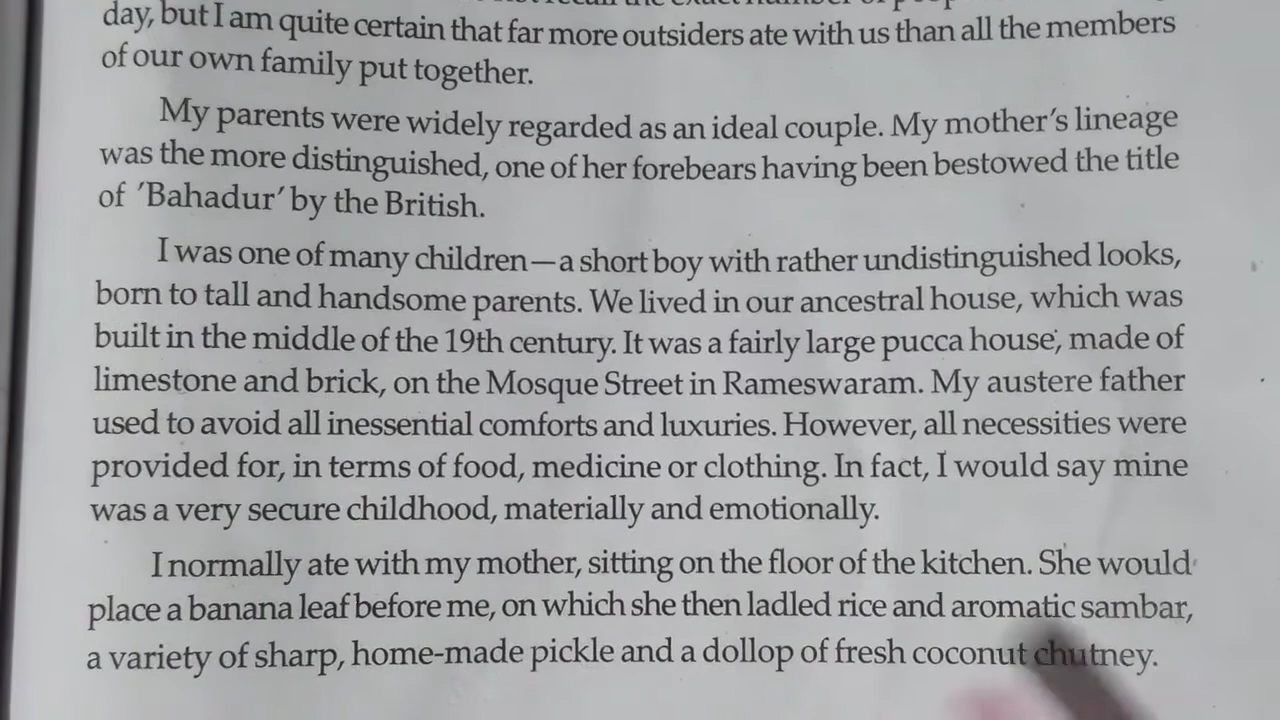 recall the exact number of
day, but I am quite certain that far more outsiders ate with us than all the members
of our own family put together.
My parents were widely regarded as an ideal couple. My mother's lineage
was the more distinguished, one of her forebears having been bestowed the title
of 'Bahadur' by the British.
I was one of many children—a short boy with rather undistinguished looks,
born to tall and handsome parents. We lived in our ancestral house, which was
built in the middle of the 19th century. It was a fairly large pucca house, made of
limestone and brick, on the Mosque Street in Rameswaram. My austere father
used to avoid all inessential comforts and luxuries. However, all necessities were
provided for, in terms of food, medicine or clothing. In fact, I would say mine
was a very secure childhood, materially and emotionally.
I normally ate with my mother, sitting on the floor of the kitchen. She would
place a banana leaf before me, on which she then ladled rice and aromatic sambar,
a variety of sharp, home-made pickle and a dollop of fresh coconut chutney.